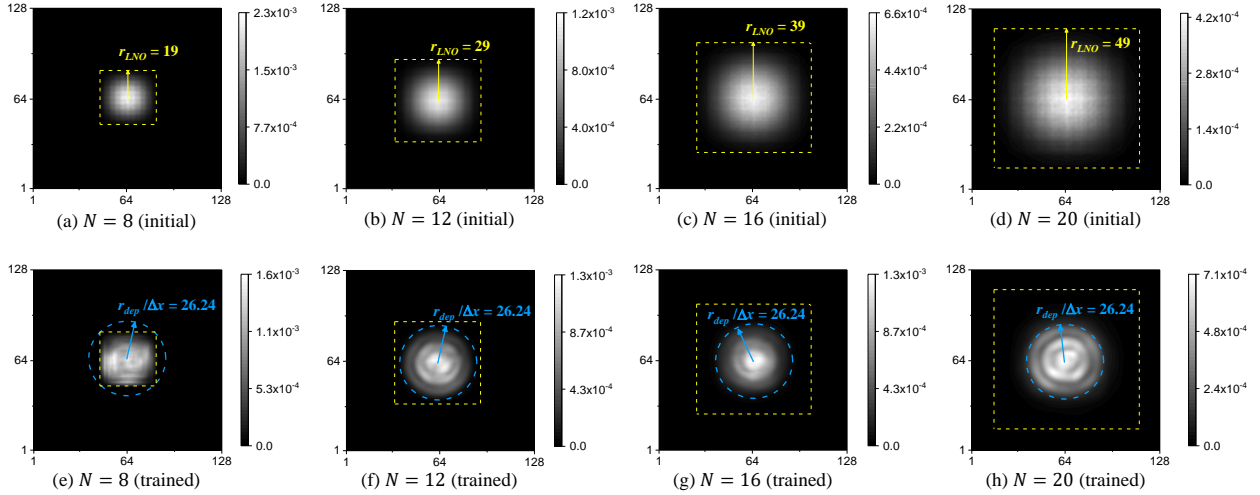 128
64
1
1
64
128
r_LNO = 19
2.3x10⁻³
1.5x10⁻³
7.7x10⁻⁴
0.0
(a) N = 8 (initial)
128
64
1
1
64
128
r_LNO = 29
1.2x10⁻³
8.0x10⁻⁴
4.0x10⁻⁴
0.0
(b) N = 12 (initial)
128
64
1
1
64
128
r_LNO = 39
6.6x10⁻⁴
4.4x10⁻⁴
2.2x10⁻⁴
0.0
(c) N = 16 (initial)
128
64
1
1
64
128
r_LNO = 49
4.2x10⁻⁴
2.8x10⁻⁴
1.4x10⁻⁴
0.0
(d) N = 20 (initial)
128
64
1
1
64
128
r_dep/Δx = 26.24
1.6x10⁻³
1.1x10⁻³
5.3x10⁻⁴
0.0
(e) N = 8 (trained)
128
64
1
1
64
128
r_dep/Δx = 26.24
1.3x10⁻³
8.7x10⁻⁴
4.3x10⁻⁴
0.0
(f) N = 12 (trained)
128
64
1
1
64
128
r_dep/Δx = 26.24
1.3x10⁻³
8.7x10⁻⁴
4.3x10⁻⁴
0.0
(g) N = 16 (trained)
128
64
1
1
64
128
r_dep/Δx = 26.24
7.1x10⁻⁴
4.8x10⁻⁴
2.4x10⁻⁴
0.0
(h) N = 20 (trained)